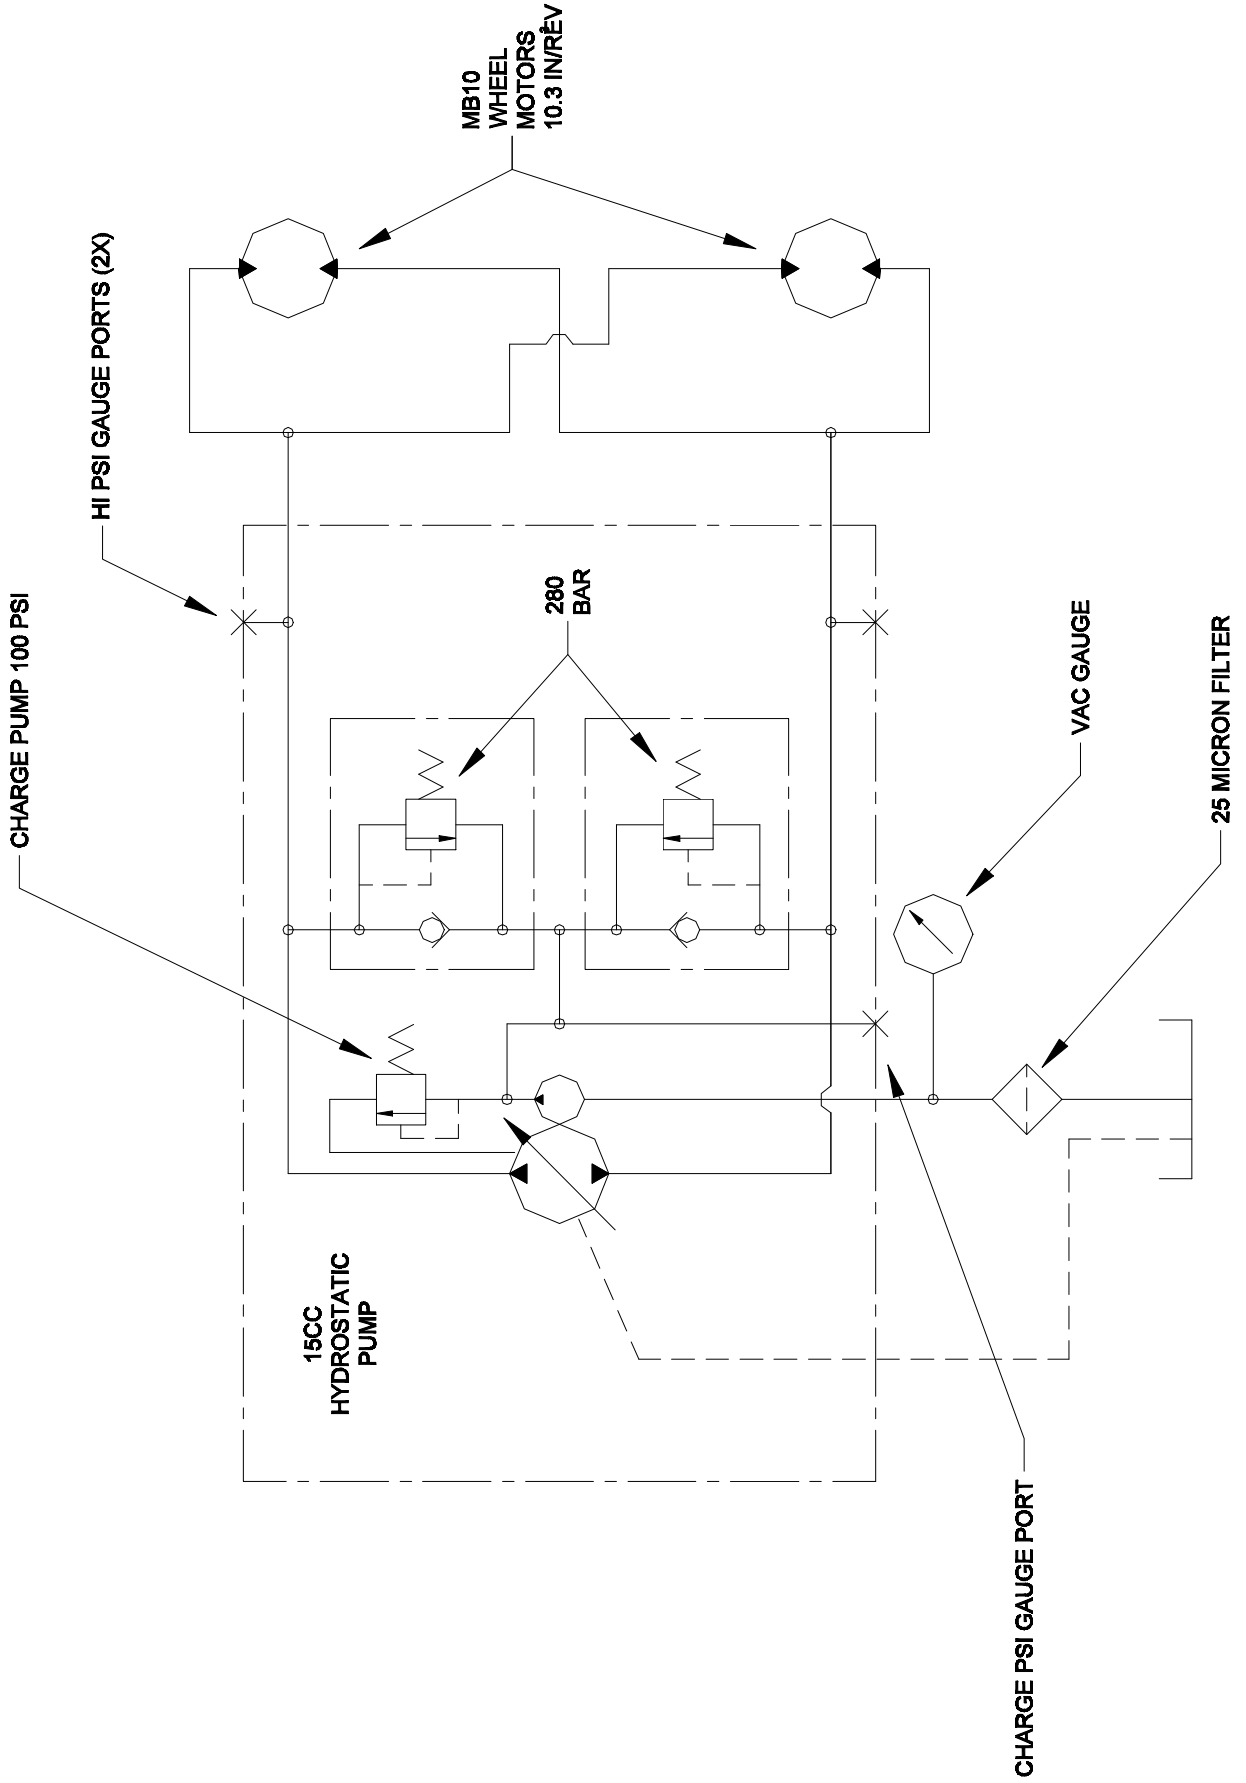 CHARGE PUMP 100 PSI
HI PSI GAUGE PORTS (2X)
MB10
WHEEL
MOTORS
10.3 IN³/REV
280
BAR
15CC
HYDROSTATIC
PUMP
VAC GAUGE
25 MICRON FILTER
CHARGE PSI GAUGE PORT